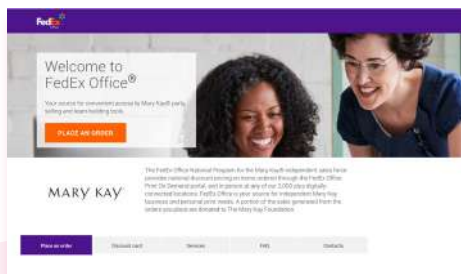 FedEx
Office
Welcome to
FedEx Office®
Your source for convenient access to Mary Kay® party,
selling and team-building tools.
PLACE AN ORDER
MARY KAY
The FedEx Office National Program for the Mary Kay® independent sales force
provides national discount pricing on items ordered through the FedEx Office
Print On Demand portal, and in person at any of our 2,000 plus digitally-
connected locations. FedEx Office is your source for independent Mary Kay
business and personal print needs. A portion of the sales generated from the
orders placed are donated to The Mary Kay Foundation.
Place an order
Discount card
Services
FAQ
Contacts